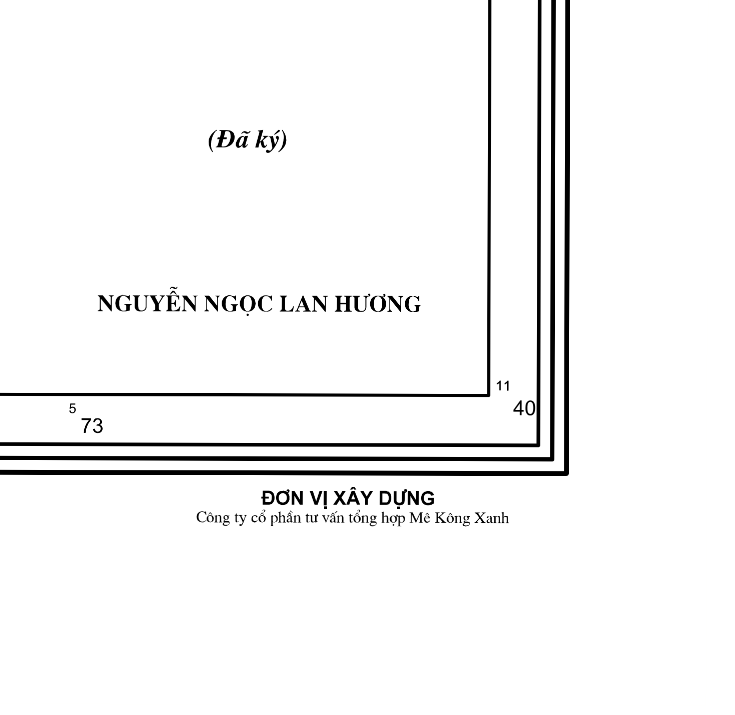 (Đã ký)
NGUYỄN NGỌC LAN HƯƠNG
11
40
5
73
ĐƠN VỊ XÂY DỰNG
Công ty cổ phần tư vấn tổng hợp Mê Kông Xanh